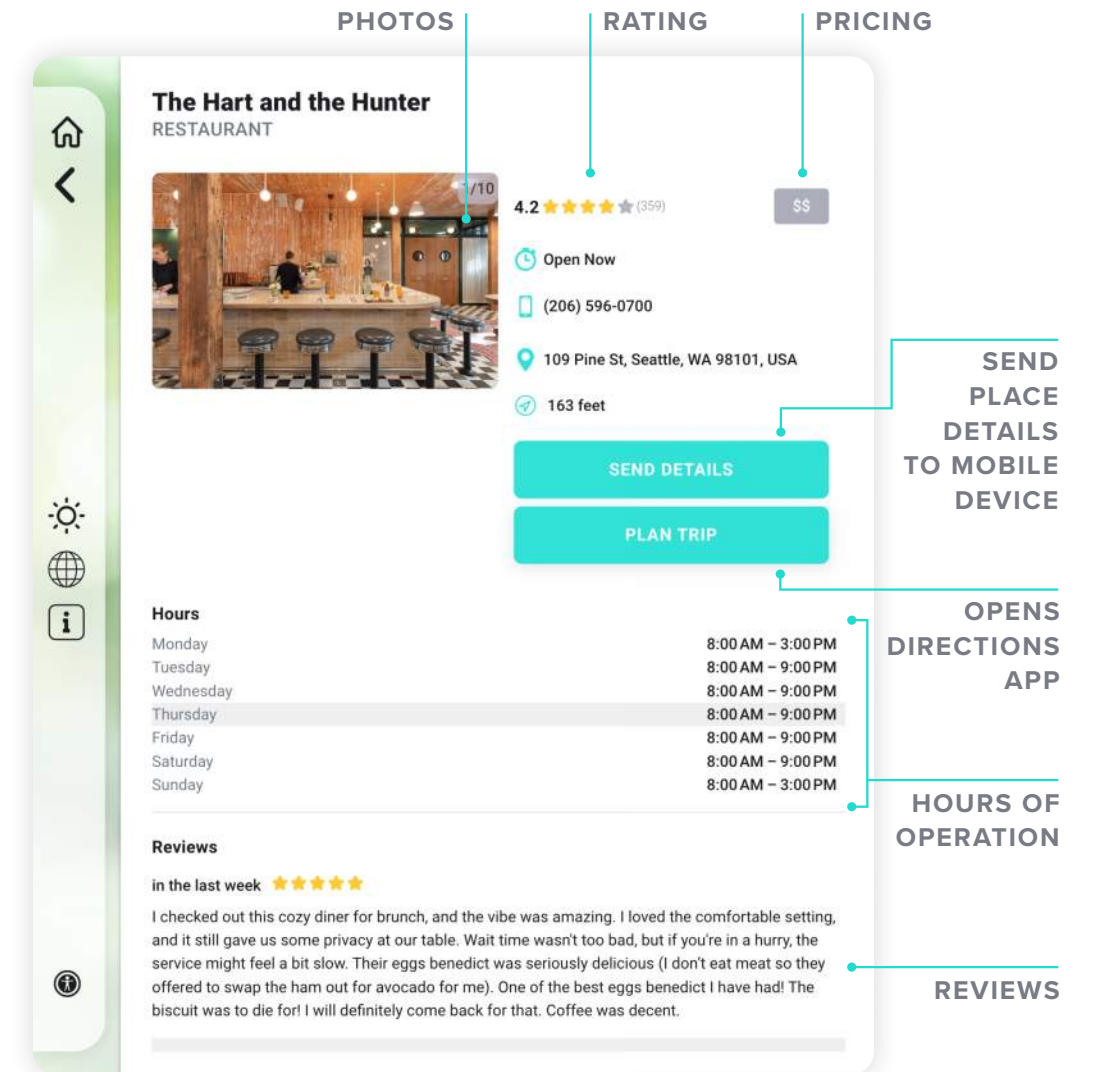 PHOTOS
RATING
PRICING
The Hart and the Hunter
RESTAURANT
/10
4.2 (359)
$$
Open Now
(206) 596-0700
109 Pine St, Seattle, WA 98101, USA
163 feet
SEND DETAILS
PLAN TRIP
SEND
PLACE
DETAILS
TO MOBILE
DEVICE
OPENS
DIRECTIONS
APP
Hours
Monday 8:00 AM – 3:00 PM
Tuesday 8:00 AM – 9:00 PM
Wednesday 8:00 AM – 9:00 PM
Thursday 8:00 AM – 9:00 PM
Friday 8:00 AM – 9:00 PM
Saturday 8:00 AM – 9:00 PM
Sunday 8:00 AM – 3:00 PM
HOURS OF
OPERATION
Reviews
in the last week
I checked out this cozy diner for brunch, and the vibe was amazing. I loved the comfortable setting,
and it still gave us some privacy at our table. Wait time wasn't too bad, but if you're in a hurry, the
service might feel a bit slow. Their eggs benedict was seriously delicious (I don't eat meat so they
offered to swap the ham out for avocado for me). One of the best eggs benedict I have had! The
biscuit was to die for! I will definitely come back for that. Coffee was decent.
REVIEWS